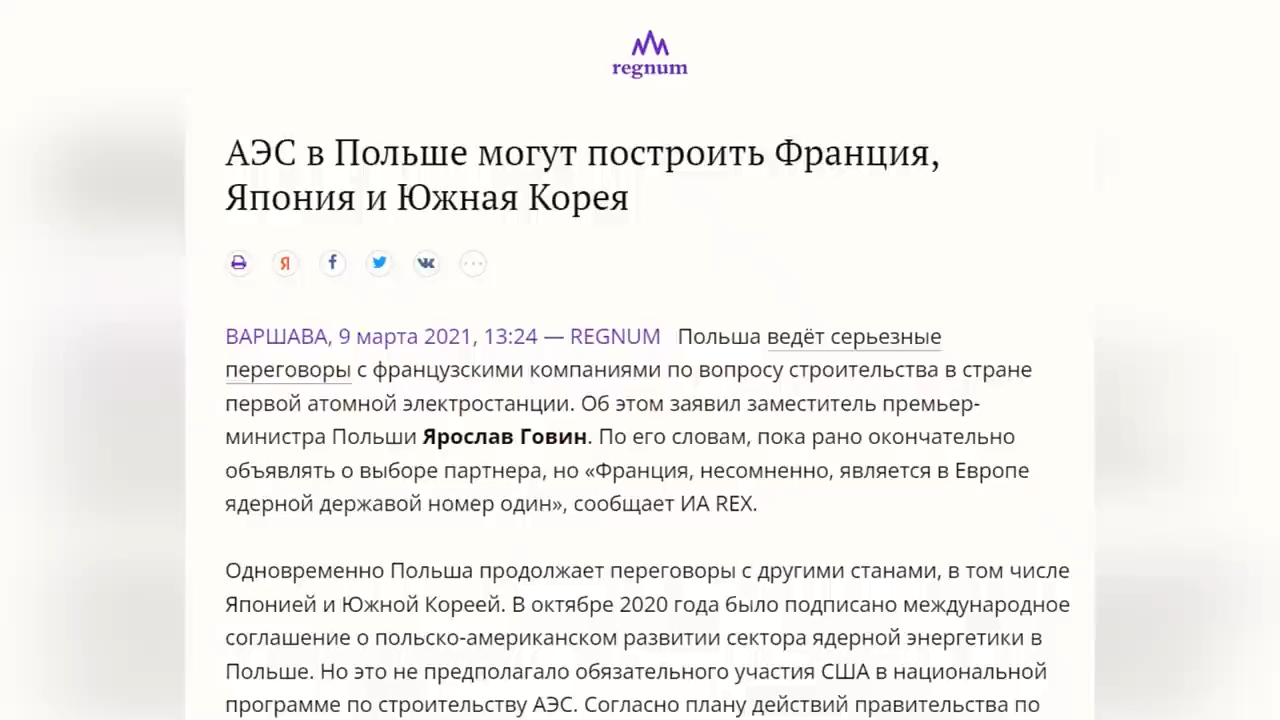 regnum
АЭС в Польше могут построить Франция,
Япония и Южная Корея
ВАРШАВА, 9 марта 2021, 13:24 — REGNUM Польша ведёт серьезные
переговоры с французскими компаниями по вопросу строительства в стране
первой атомной электростанции. Об этом заявил заместитель премьер-
министра Польши Ярослав Говин. По его словам, пока рано окончательно
объявлять о выборе партнера, но «Франция, несомненно, является в Европе
ядерной державой номер один», сообщает ИА REX.
Одновременно Польша продолжает переговоры с другими станами, в том числе
Японией и Южной Кореей. В октябре 2020 года было подписано международное
соглашение о польско-американском развитии сектора ядерной энергетики в
Польше. Но это не предполагало обязательного участия США в национальной
программе по строительству АЭС. Согласно плану действий правительства по